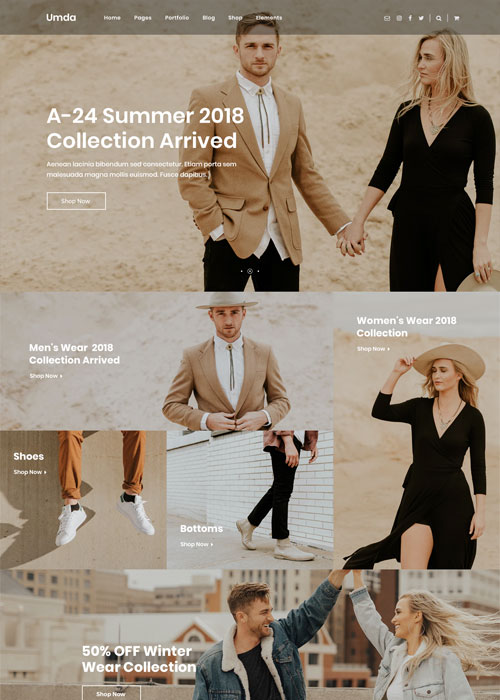 Umda
Home Pages Portfolio Blog Shop Elements
A-24 Summer 2018
Collection Arrived
Aenean lacinia bibendum sed consectetur. Etiam porta sem
malesuada magna mollis euismod. Fusce dapibus,
Shop Now
Men's Wear 2018
Collection Arrived
Shop Now
Women's Wear 2018
Collection
Shop Now
Shoes
Shop Now
Bottoms
Shop Now
50% OFF Winter
Wear Collection
Shop Now